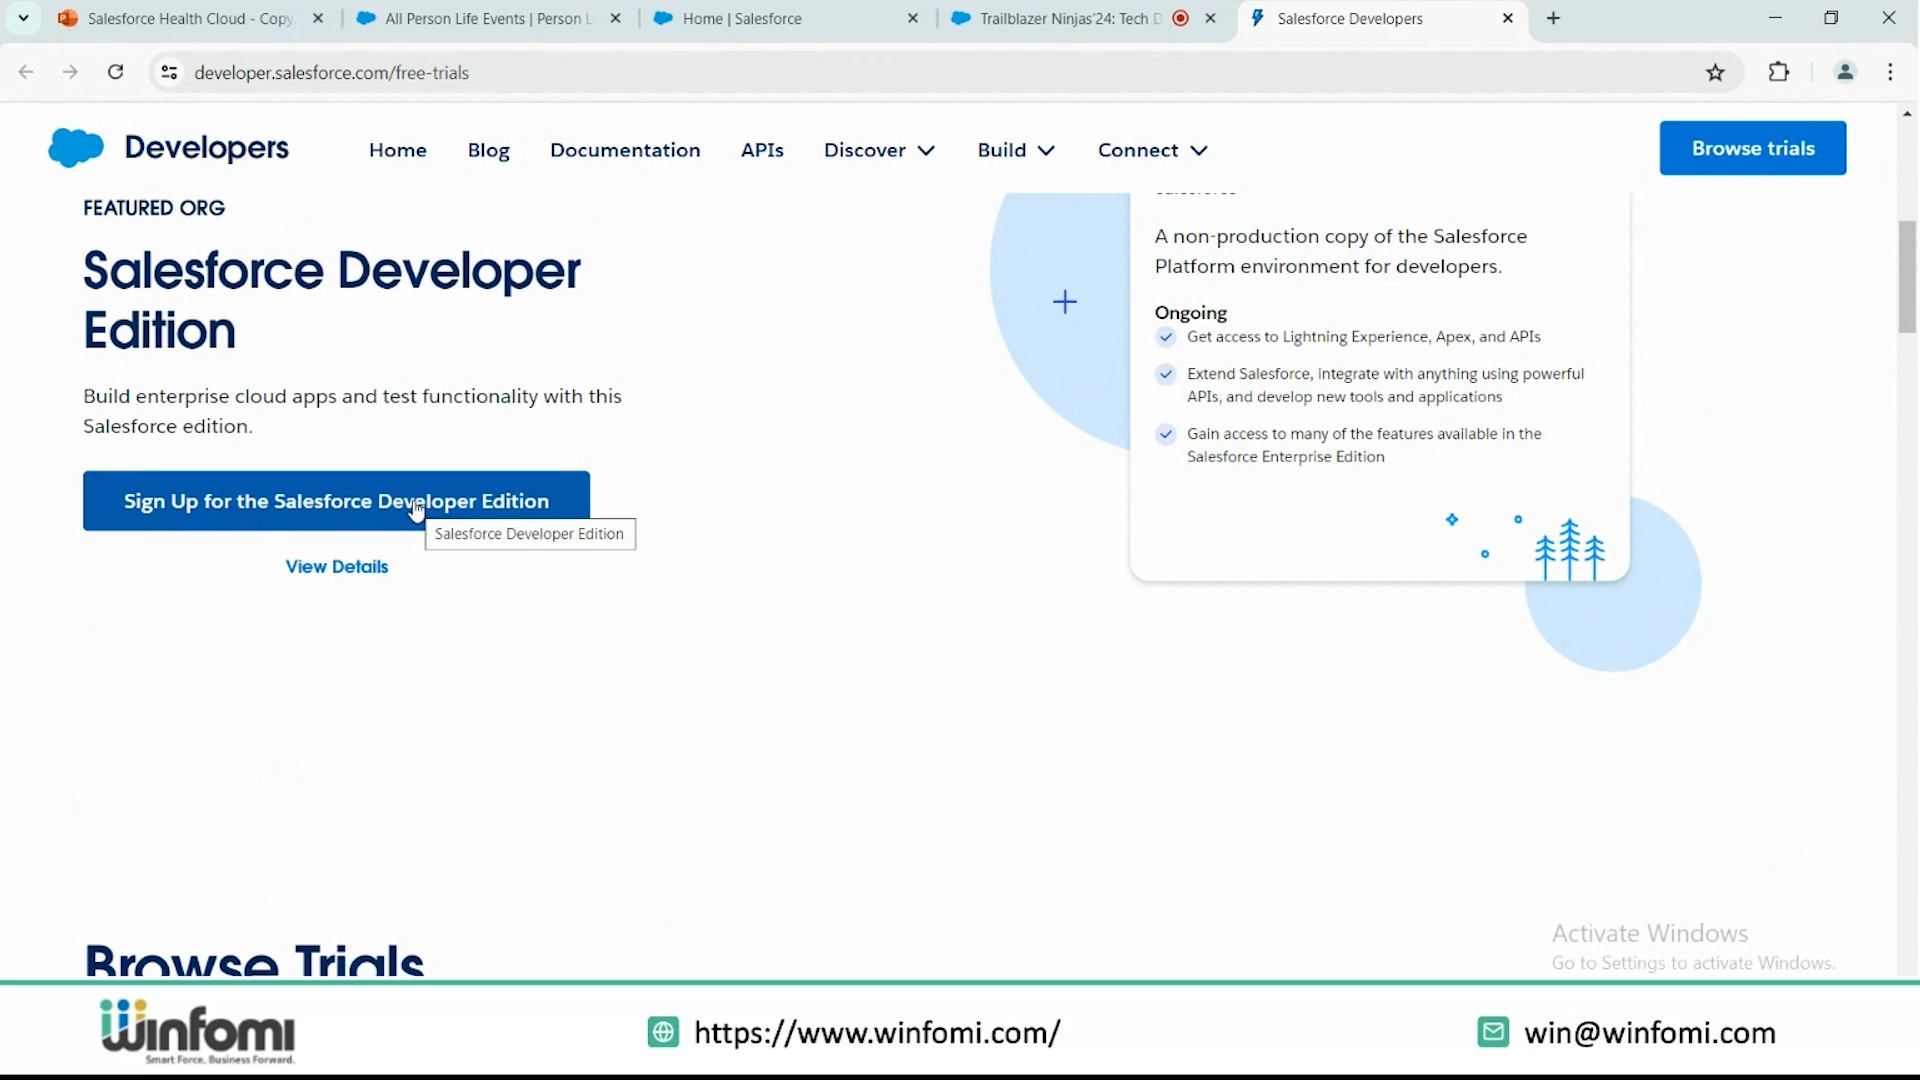 Salesforce Health Cloud - Copy
All Person Life Events | Person L
Home | Salesforce
Trailblazer Ninjas'24: Tech D
Salesforce Developers
developer.salesforce.com/free-trials
Developers
Home
Blog
Documentation
APIs
Discover
Build
Connect
Browse trials
FEATURED ORG
Salesforce Developer
Edition
Build enterprise cloud apps and test functionality with this
Salesforce edition.
Sign Up for the Salesforce Developer Edition
Salesforce Developer Edition
View Details
A non-production copy of the Salesforce
Platform environment for developers.
Ongoing
Get access to Lightning Experience, Apex, and APIs
Extend Salesforce, integrate with anything using powerful
APIs, and develop new tools and applications
Gain access to many of the features available in the
Salesforce Enterprise Edition
Browse Trials
Activate Windows
Go to Settings to activate Windows.
Winfomi
Smart Force. Business Forward.
https://www.winfomi.com/
win@winfomi.com